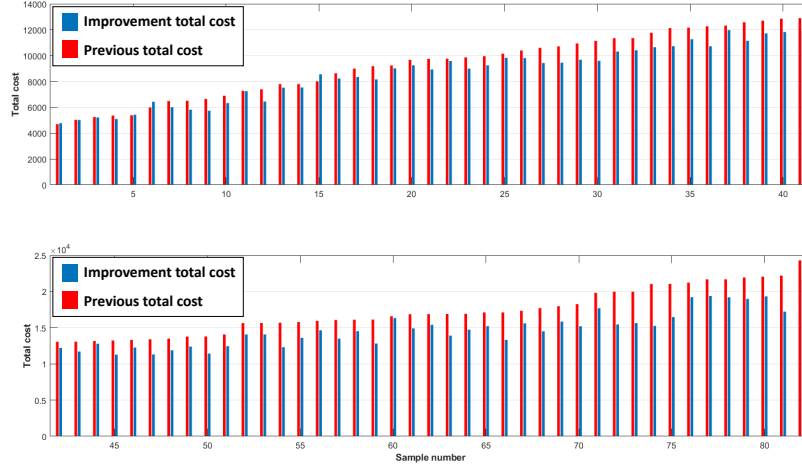 14000
12000
10000
8000
6000
4000
2000
0
Total cost
Improvement total cost
Previous total cost
5 10 15 20 25 30 35 40
×10⁴
2.5
2
1.5
1
0.5
0
Total cost
Improvement total cost
Previous total cost
45 50 55 60 65 70 75 80
Sample number